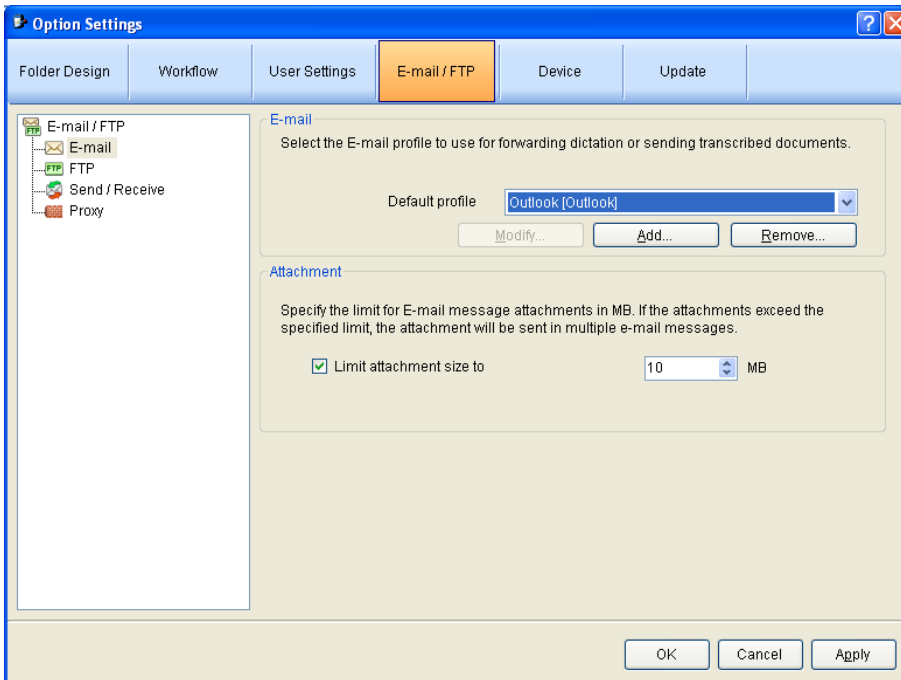 Option Settings
Folder Design
Workflow
User Settings
E-mail / FTP
Device
Update
E-mail / FTP
E-mail
FTP
FTP
Send / Receive
Proxy
E-mail
Select the E-mail profile to use for forwarding dictation or sending transcribed documents.
Default profile
Outlook [Outlook]
Modify...
Add...
Remove...
Attachment
Specify the limit for E-mail message attachments in MB. If the attachments exceed the
specified limit, the attachment will be sent in multiple e-mail messages.
Limit attachment size to
10
MB
OK
Cancel
Apply